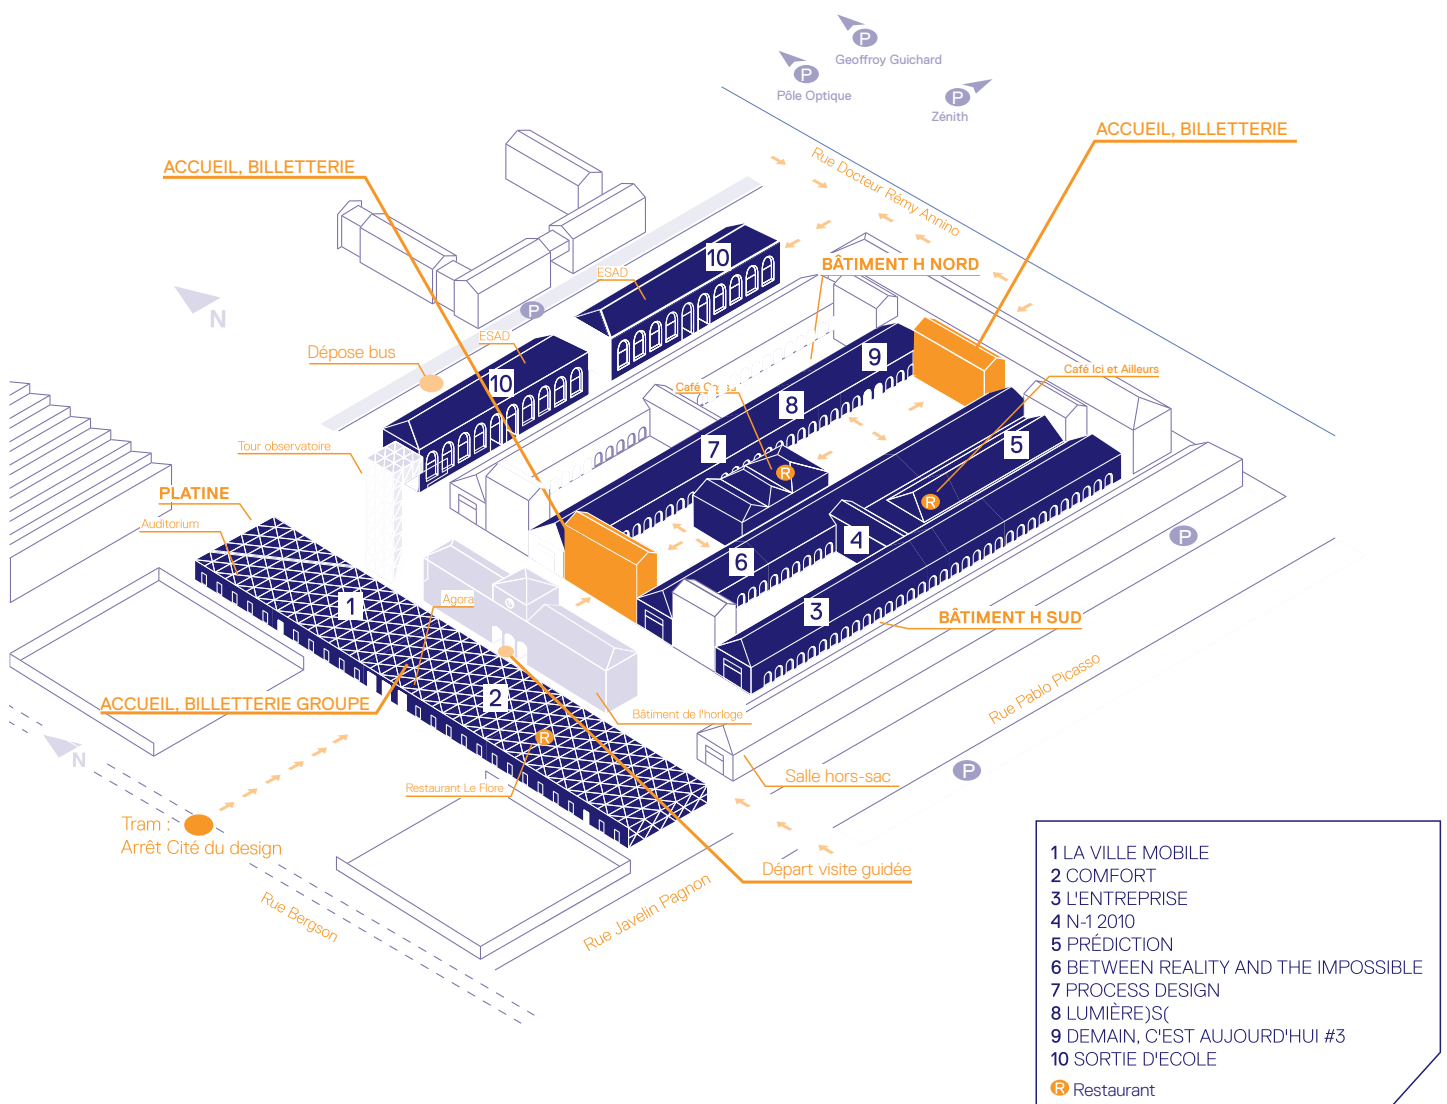 P
Geoffroy Guichard
P
Pôle Optique
P
Zénith
ACCUEIL, BILLETTERIE
ACCUEIL, BILLETTERIE
Rue Docteur Rémy Annino
10
ESAD
BÂTIMENT H NORD
N
P
ESAD
Dépose bus
9
10
Café Ici et Ailleurs
Café
8
5
Tour observatoire
7
R
R
PLATINE
Auditorium
4
6
1
Agora
3
BÂTIMENT H SUD
2
ACCUEIL, BILLETTERIE GROUPE
Bâtiment de l'horloge
P
Rue Pablo Picasso
R
N
P
Salle hors-sac
Restaurant Le Flore
Tram :
Arrêt Cité du design
Départ visite guidée
Rue Bergson
Rue Javelin Pagnon
1 LA VILLE MOBILE
2 COMFORT
3 L'ENTREPRISE
4 N-1 2010
5 PRÉDICTION
6 BETWEEN REALITY AND THE IMPOSSIBLE
7 PROCESS DESIGN
8 LUMIÈRE)S(
9 DEMAIN, C'EST AUJOURD'HUI #3
10 SORTIE D'ECOLE
R Restaurant